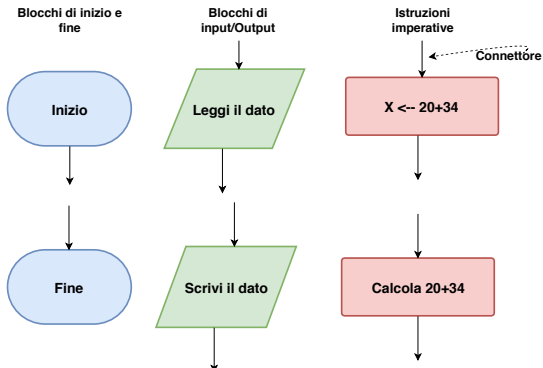 Blocchi di inizio e
fine
Blocchi di
input/Output
Istruzioni
imperative
Connettore
Inizio
Leggi il dato
X <-- 20+34
Fine
Scrivi il dato
Calcola 20+34